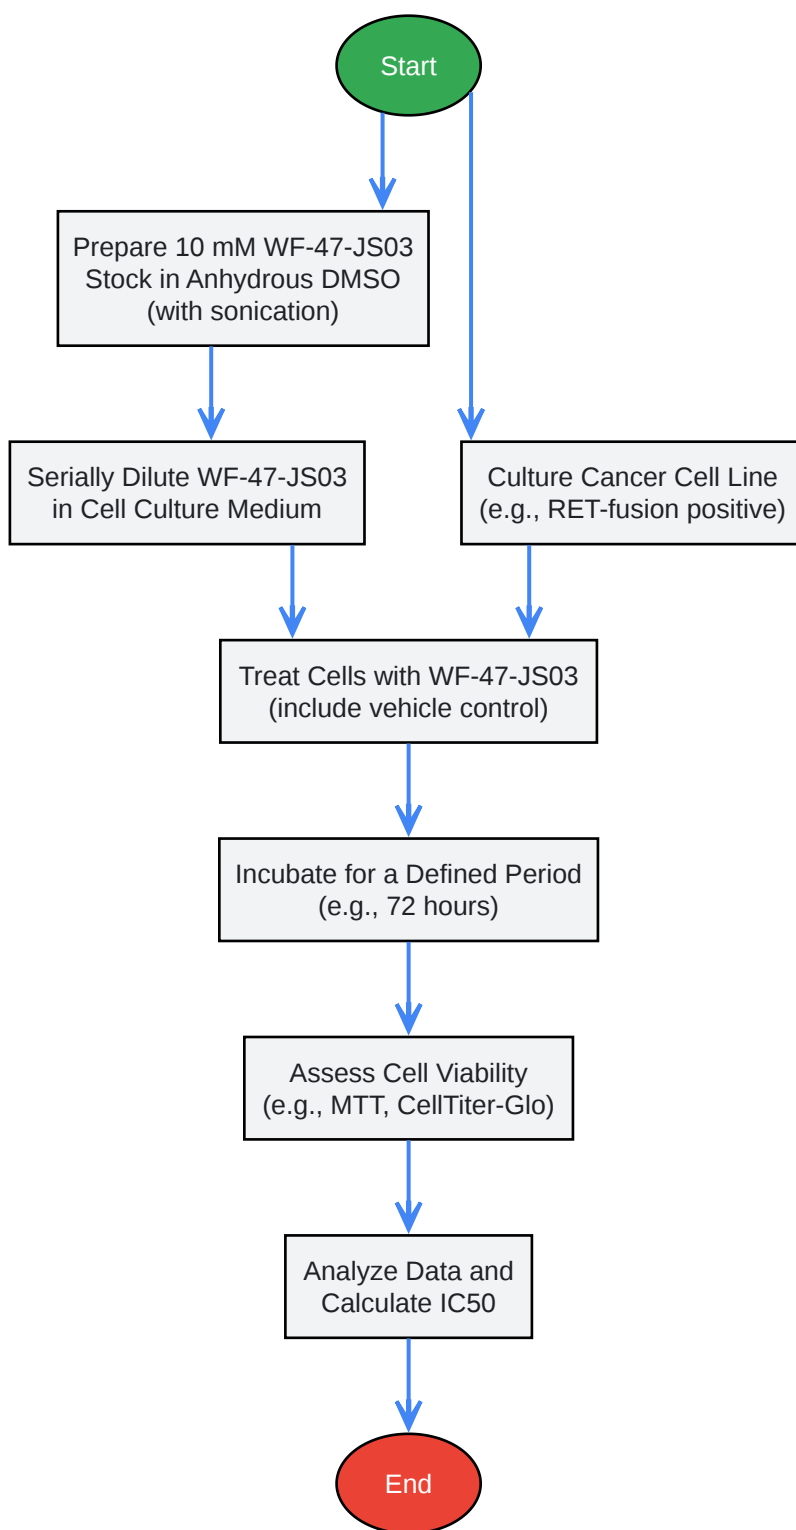 Start
Prepare 10 mM WF-47-JS03
Stock in Anhydrous DMSO
(with sonication)
Serially Dilute WF-47-JS03
in Cell Culture Medium
Culture Cancer Cell Line
(e.g., RET-fusion positive)
Treat Cells with WF-47-JS03
(include vehicle control)
Incubate for a Defined Period
(e.g., 72 hours)
Assess Cell Viability
(e.g., MTT, CellTiter-Glo)
Analyze Data and
Calculate IC50
End